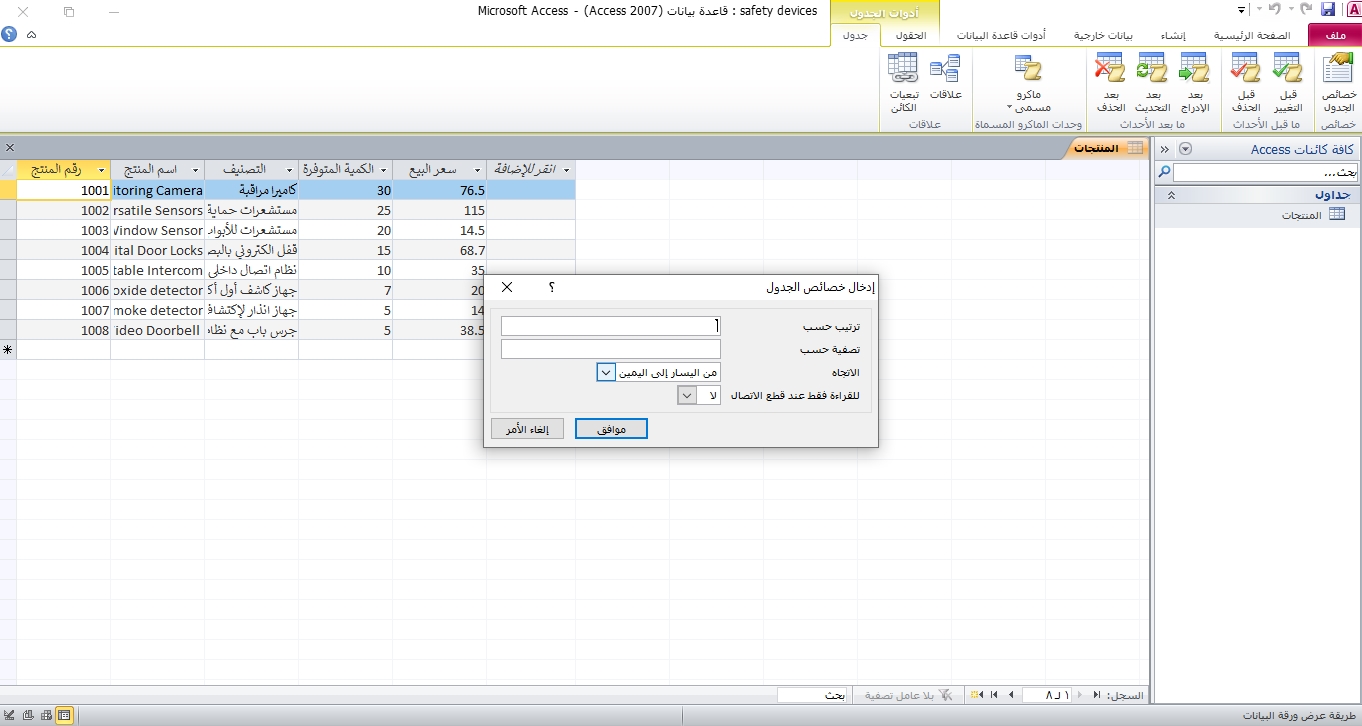 safety devices : قاعدة بيانات (Access 2007) - Microsoft Access
أدوات الجدول
ملف
الصفحة الرئيسية
إنشاء
بيانات خارجية
أدوات قاعدة البيانات
الحقول
جدول
خصائص الجدول
قبل التغيير
قبل الحذف
بعد الإدراج
بعد التحديث
بعد الحذف
ماكرو مسمى
علاقات
تبعيات الكائن
خصائص
ما قبل الأحداث
ما بعد الأحداث
وحدات الماكرو المسماة
علاقات
كافة كائنات Access
بحث...
جداول
المنتجات
المنتجات
رقم المنتج اسم المنتج التصنيف الكمية المتوفرة سعر البيع انقر للإضافة
1001 itoring Camera كاميرا مراقبة 30 76.5
1002 rsatile Sensors مستشعرات حماية 25 115
1003 Window Sensor مستشعرات للأبواب 20 14.5
1004 ital Door Locks قفل الكتروني بالبص 15 68.7
1005 table Intercom نظام اتصال داخلي 10 35
1006 oxide detector جهاز كاشف أول أك 7 20
1007 moke detector جهاز انذار لإكتشاف 5 14
1008 ideo Doorbell جرس باب مع نظام 5 38.5
إدخال خصائص الجدول
؟
ترتيب حسب
تصفية حسب
الاتجاه
من اليسار إلى اليمين
للقراءة فقط عند قطع الاتصال
لا
موافق
إلغاء الأمر
السجل: ١ لـ ٨
بلا عامل تصفية
بحث
طريقة عرض ورقة البيانات